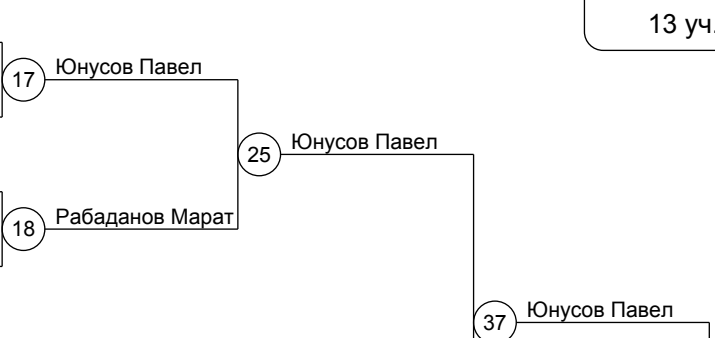 13 уч.
17 Юнусов Павел
25 Юнусов Павел
18 Рабаданов Марат
37 Юнусов Павел